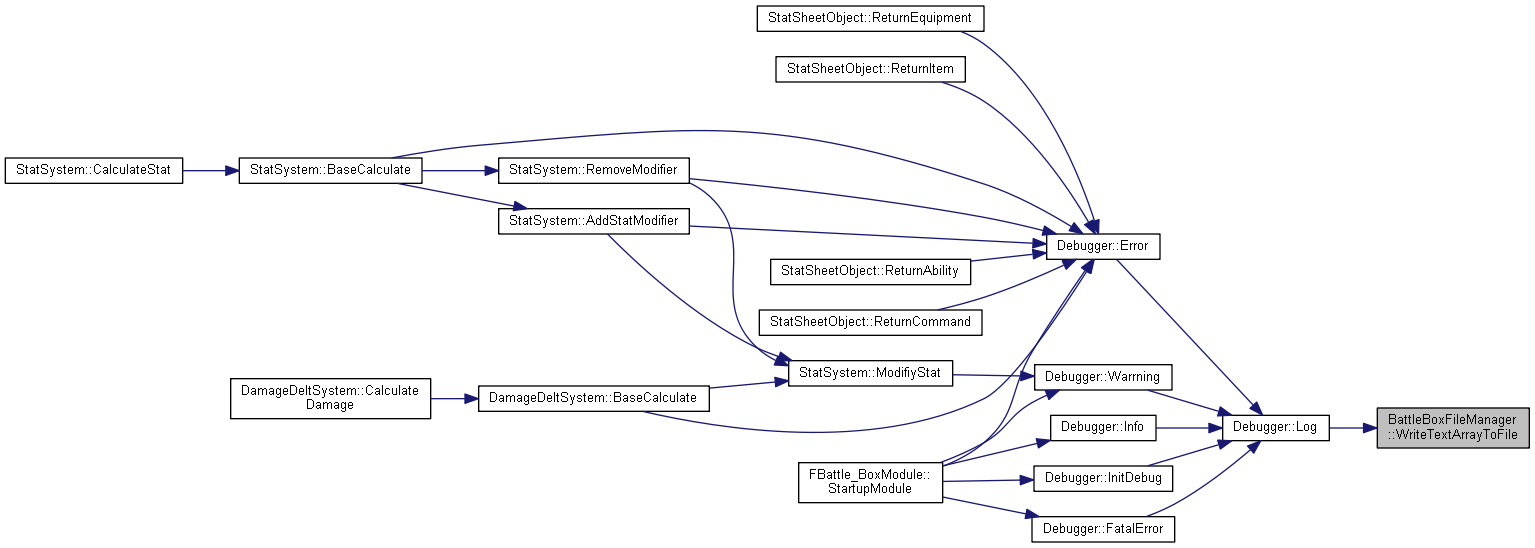 StatSheetObject::ReturnEquipment
StatSheetObject::ReturnItem
StatSystem::CalculateStat
StatSystem::BaseCalculate
StatSystem::RemoveModifier
StatSystem::AddStatModifier
Debugger::Error
StatSheetObject::ReturnAbility
StatSheetObject::ReturnCommand
StatSystem::ModifiyStat
Debugger::Warrning
DamageDeltSystem::Calculate
Damage
DamageDeltSystem::BaseCalculate
Debugger::Info
Debugger::Log
BattleBoxFileManager
::WriteTextArrayToFile
FBattle_BoxModule::
StartupModule
Debugger::InitDebug
Debugger::FatalError